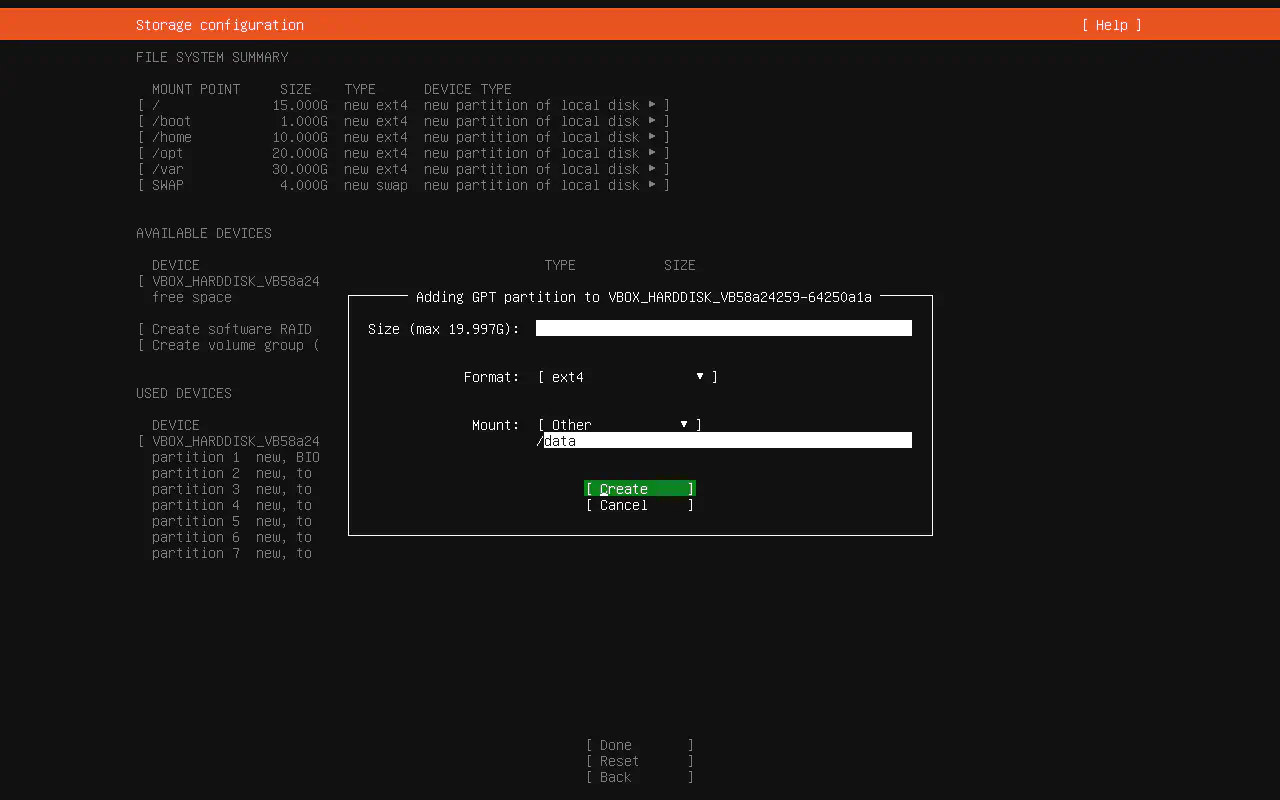 Storage configuration [ Help ]
FILE SYSTEM SUMMARY
MOUNT POINT SIZE TYPE DEVICE TYPE
[ / 15.000G new ext4 new partition of local disk ▶ ]
[ /boot 1.000G new ext4 new partition of local disk ▶ ]
[ /home 10.000G new ext4 new partition of local disk ▶ ]
[ /opt 20.000G new ext4 new partition of local disk ▶ ]
[ /var 30.000G new ext4 new partition of local disk ▶ ]
[ SWAP 4.000G new swap new partition of local disk ▶ ]
AVAILABLE DEVICES
DEVICE TYPE SIZE
[ VBOX_HARDDISK_VB58a24
free space
[ Create software RAID
[ Create volume group (
Adding GPT partition to VBOX_HARDDISK_VB58a24259-64250a1a
Size (max 19.997G):
Format: [ ext4 ▼ ]
Mount: [ Other ▼ ]
/data
[ Create ]
[ Cancel ]
USED DEVICES
DEVICE
[ VBOX_HARDDISK_VB58a24
partition 1 new, BIO
partition 2 new, to
partition 3 new, to
partition 4 new, to
partition 5 new, to
partition 6 new, to
partition 7 new, to
[ Done ]
[ Reset ]
[ Back ]